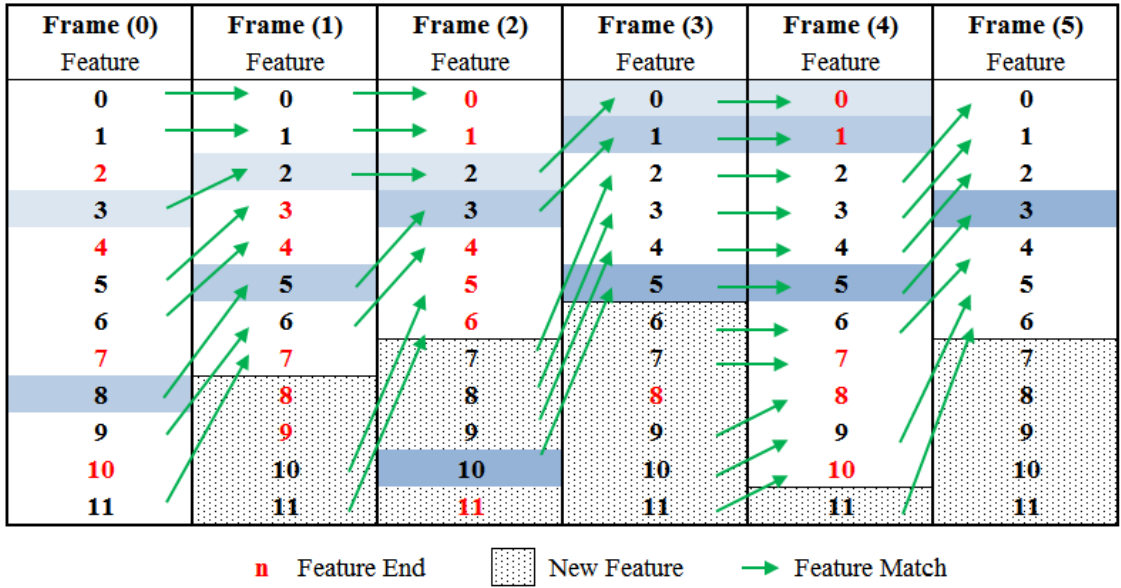 Frame (0) Frame (1) Frame (2) Frame (3) Frame (4) Frame (5)
Feature Feature Feature Feature Feature Feature
0 0 0 0 0 0
1 1 1 1 1 1
2 2 2 2 2 2
3 3 3 3 3 3
4 4 4 4 4 4
5 5 5 5 5 5
6 6 6 6 6 6
7 7 7 7 7 7
8 8 8 8 8 8
9 9 9 9 9 9
10 10 10 10 10 10
11 11 11 11 11 11
n Feature End New Feature Feature Match